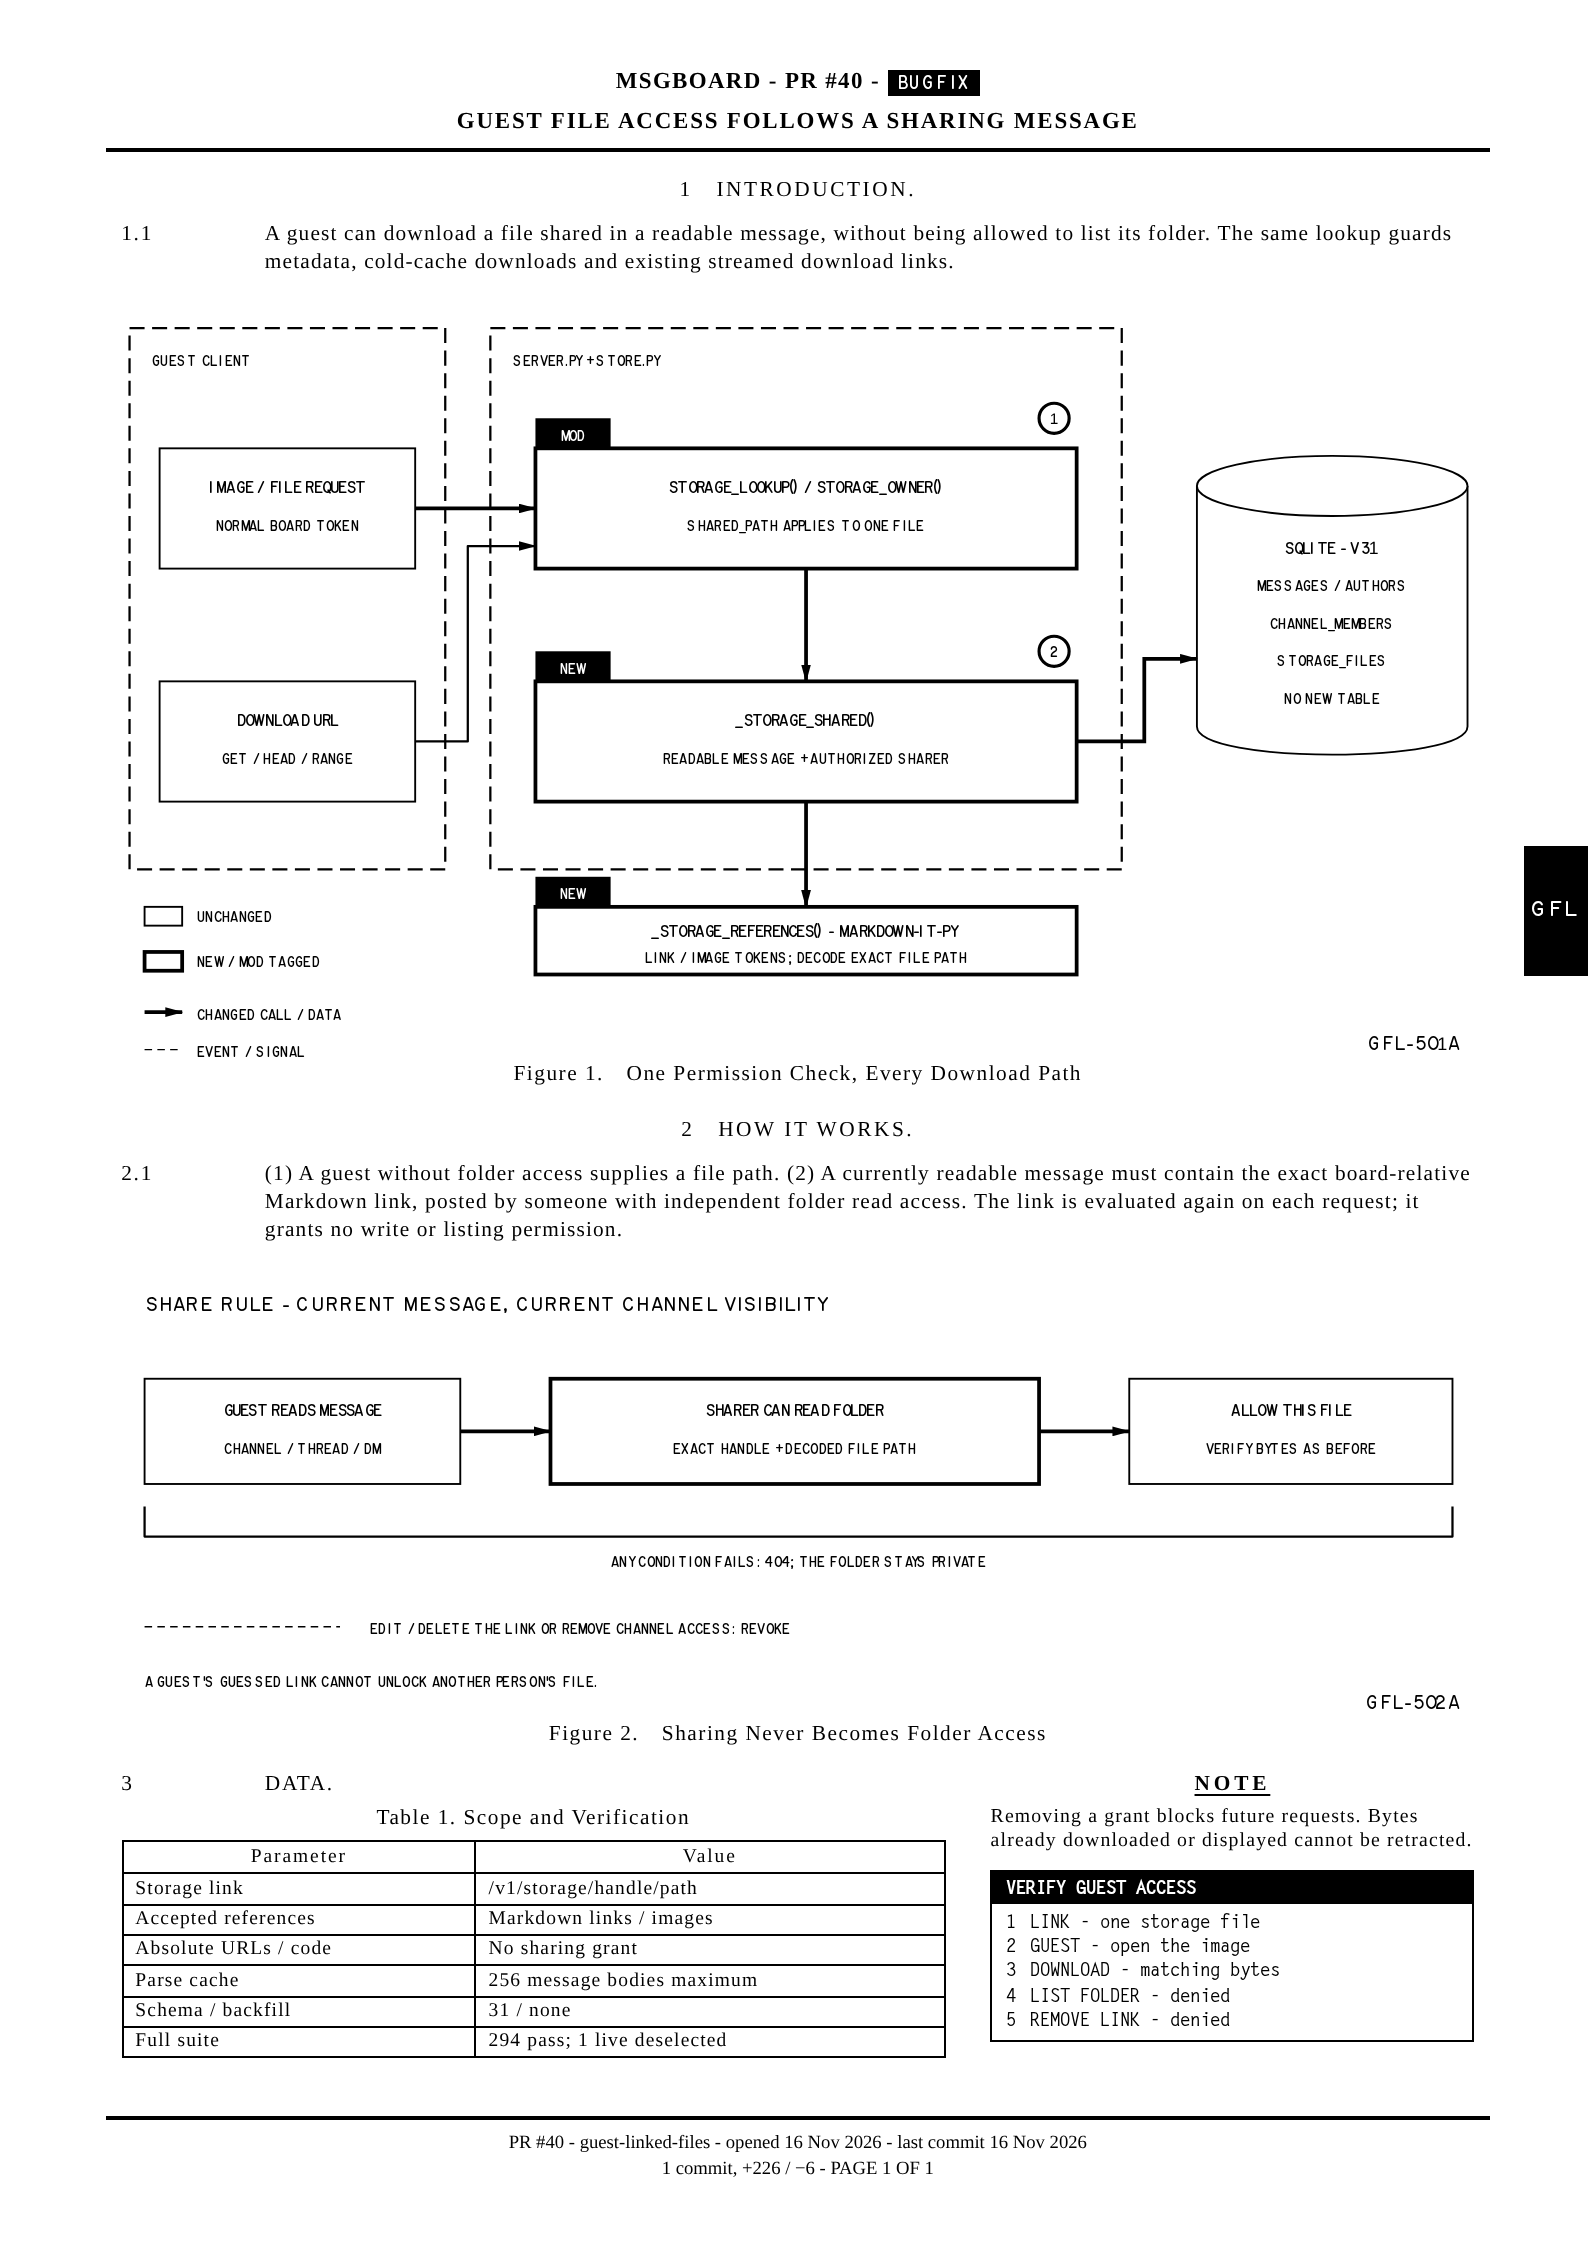 MSGBOARD - PR #40 - BUGFIX
GUEST FILE ACCESS FOLLOWS A SHARING MESSAGE
1 INTRODUCTION.
1.1 A guest can download a file shared in a readable message, without being allowed to list its folder. The same lookup guards
metadata, cold-cache downloads and existing streamed download links.
GUEST CLIENT
SERVER.PY + STORE.PY
1
MOD
IMAGE / FILE REQUEST
NORMAL BOARD TOKEN
STORAGE_LOOKUP() / STORAGE_OWNER()
SHARED_PATH APPLIES TO ONE FILE
SQLITE - V31
MESSAGES / AUTHORS
CHANNEL_MEMBERS
STORAGE_FILES
NO NEW TABLE
2
NEW
DOWNLOAD URL
GET / HEAD / RANGE
_STORAGE_SHARED()
READABLE MESSAGE + AUTHORIZED SHARER
NEW
_STORAGE_REFERENCES() - MARKDOWN-IT-PY
LINK / IMAGE TOKENS; DECODE EXACT FILE PATH
UNCHANGED
NEW / MOD TAGGED
CHANGED CALL / DATA
EVENT / SIGNAL
GFL
GFL-501A
Figure 1. One Permission Check, Every Download Path
2 HOW IT WORKS.
2.1 (1) A guest without folder access supplies a file path. (2) A currently readable message must contain the exact board-relative
Markdown link, posted by someone with independent folder read access. The link is evaluated again on each request; it
grants no write or listing permission.
SHARE RULE - CURRENT MESSAGE, CURRENT CHANNEL VISIBILITY
GUEST READS MESSAGE
CHANNEL / THREAD / DM
SHARER CAN READ FOLDER
EXACT HANDLE + DECODED FILE PATH
ALLOW THIS FILE
VERIFY BYTES AS BEFORE
ANY CONDITION FAILS: 404; THE FOLDER STAYS PRIVATE
EDIT / DELETE THE LINK OR REMOVE CHANNEL ACCESS: REVOKE
A GUEST'S GUESSED LINK CANNOT UNLOCK ANOTHER PERSON'S FILE.
GFL-502A
Figure 2. Sharing Never Becomes Folder Access
3 DATA.
Table 1. Scope and Verification
Parameter Value
Storage link /v1/storage/handle/path
Accepted references Markdown links / images
Absolute URLs / code No sharing grant
Parse cache 256 message bodies maximum
Schema / backfill 31 / none
Full suite 294 pass; 1 live deselected
NOTE
Removing a grant blocks future requests. Bytes
already downloaded or displayed cannot be retracted.
VERIFY GUEST ACCESS
1 LINK - one storage file
2 GUEST - open the image
3 DOWNLOAD - matching bytes
4 LIST FOLDER - denied
5 REMOVE LINK - denied
PR #40 - guest-linked-files - opened 16 Nov 2026 - last commit 16 Nov 2026
1 commit, +226 / −6 - PAGE 1 OF 1